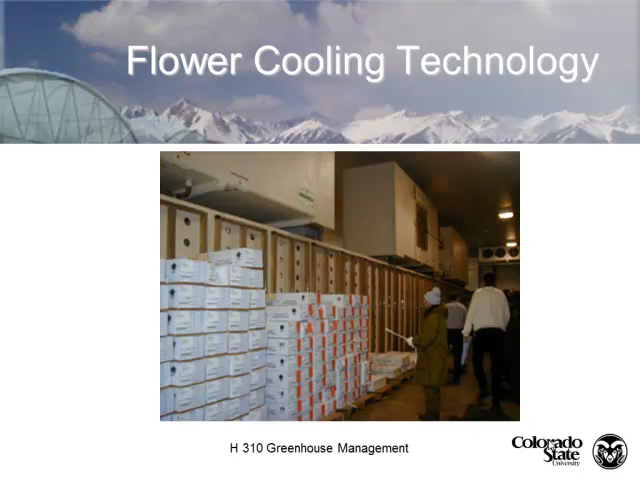 Flower Cooling Technology
H 310 Greenhouse Management
Colorado
State
University